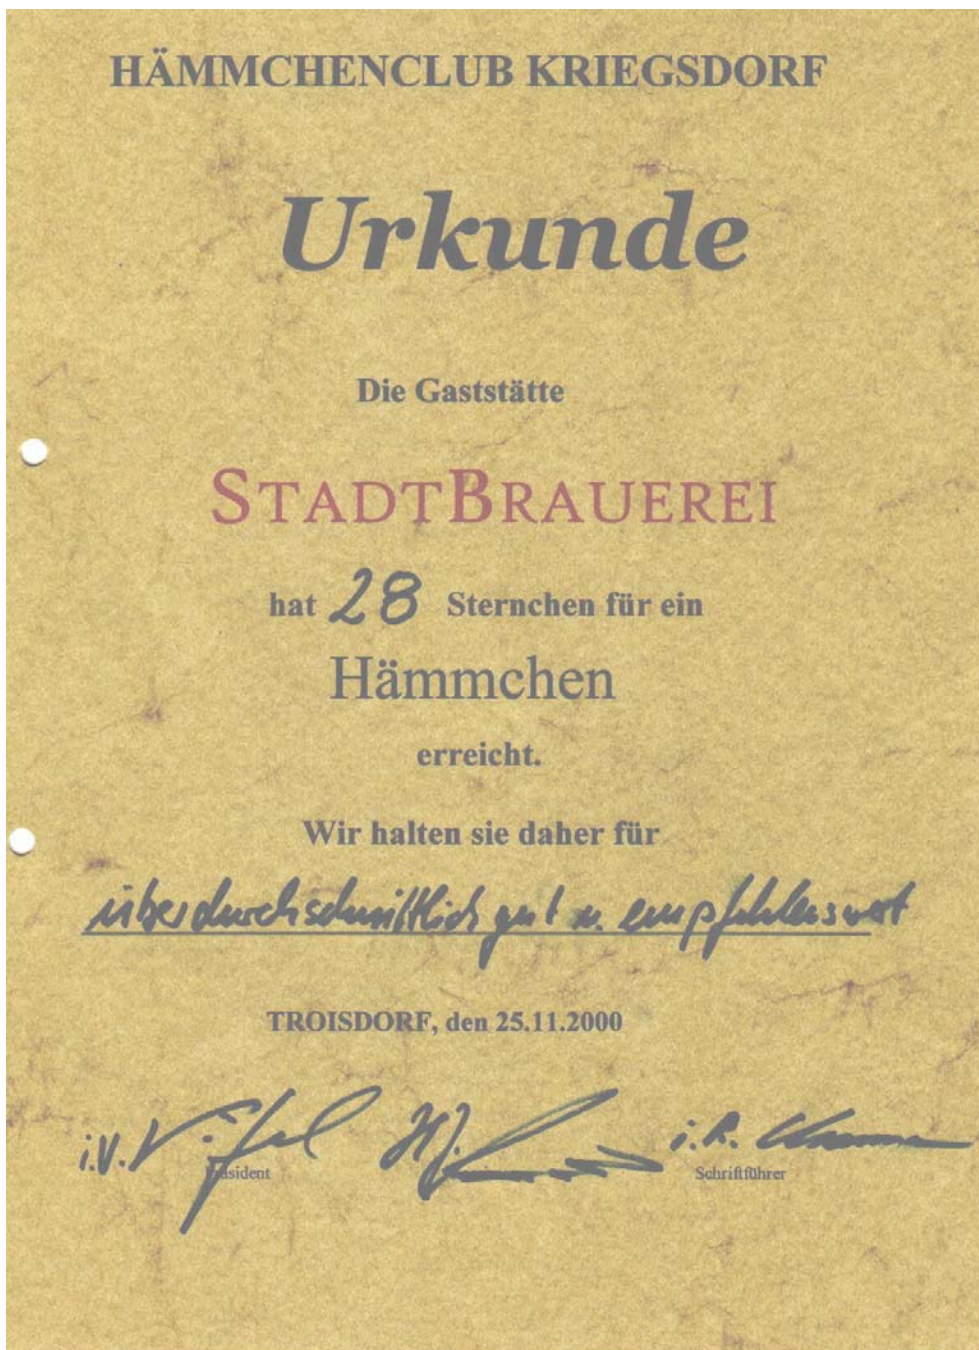 HÄMMCHENCLUB KRIEGSDORF
Urkunde
Die Gaststätte
STADTBRAUEREI
hat 28 Sternchen für ein
Hämmchen
erreicht.
Wir halten sie daher für
überdurchschnittlich gut u. empfehlenswert
TROISDORF, den 25.11.2000
i.V.
Präsident
Schriftführer